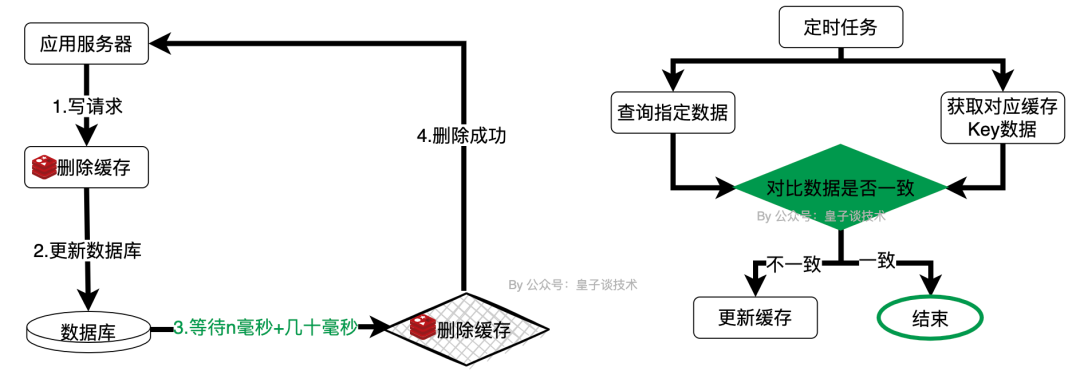 应用服务器
1.写请求
删除缓存
2.更新数据库
数据库
3.等待n毫秒+几十毫秒
删除缓存
4.删除成功
By 公众号：皇子谈技术
定时任务
查询指定数据
获取对应缓存
Key数据
对比数据是否一致
By 公众号：皇子谈技术
不一致
一致
更新缓存
结束